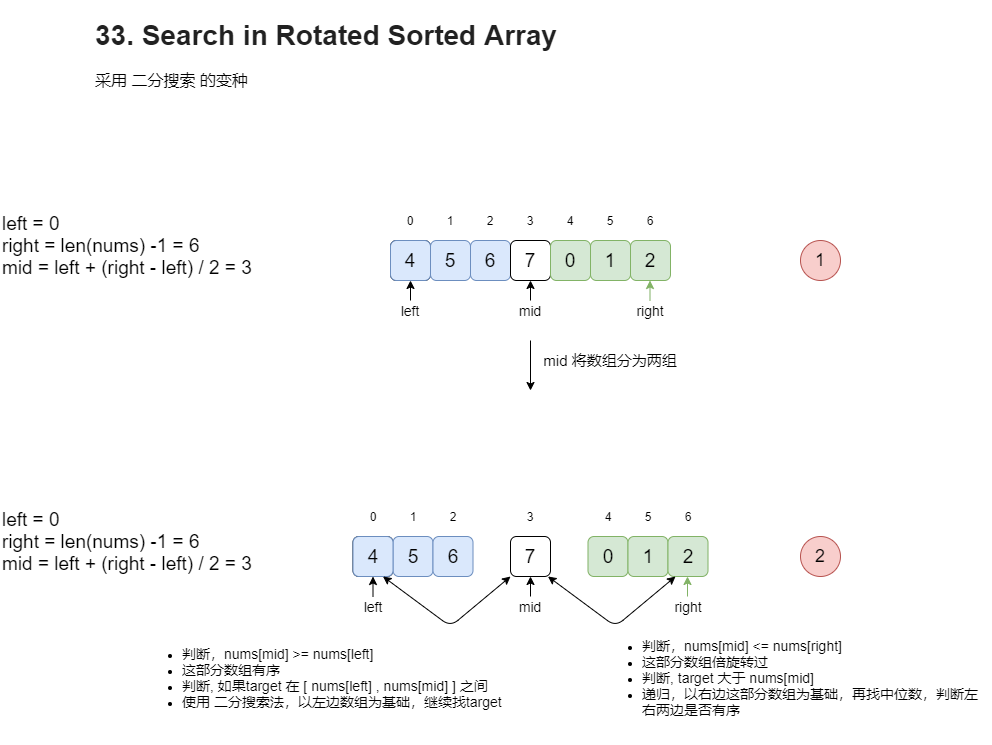 33. Search in Rotated Sorted Array
采用 二分搜索 的变种
left = 0
right = len(nums) -1 = 6
mid = left + (right - left) / 2 = 3
0 1 2 3 4 5 6
4 5 6 7 0 1 2
left mid right
1
mid 将数组分为两组
left = 0
right = len(nums) -1 = 6
mid = left + (right - left) / 2 = 3
0 1 2 3 4 5 6
4 5 6 7 0 1 2
left mid right
2
• 判断，nums[mid] >= nums[left]
• 这部分数组有序
• 判断, 如果target 在 [ nums[left] , nums[mid] ] 之间
• 使用 二分搜索法，以左边数组为基础，继续找target
• 判断，nums[mid] <= nums[right]
• 这部分数组倍旋转过
• 判断, target 大于 nums[mid]
• 递归，以右边这部分数组为基础，再找中位数，判断左
右两边是否有序